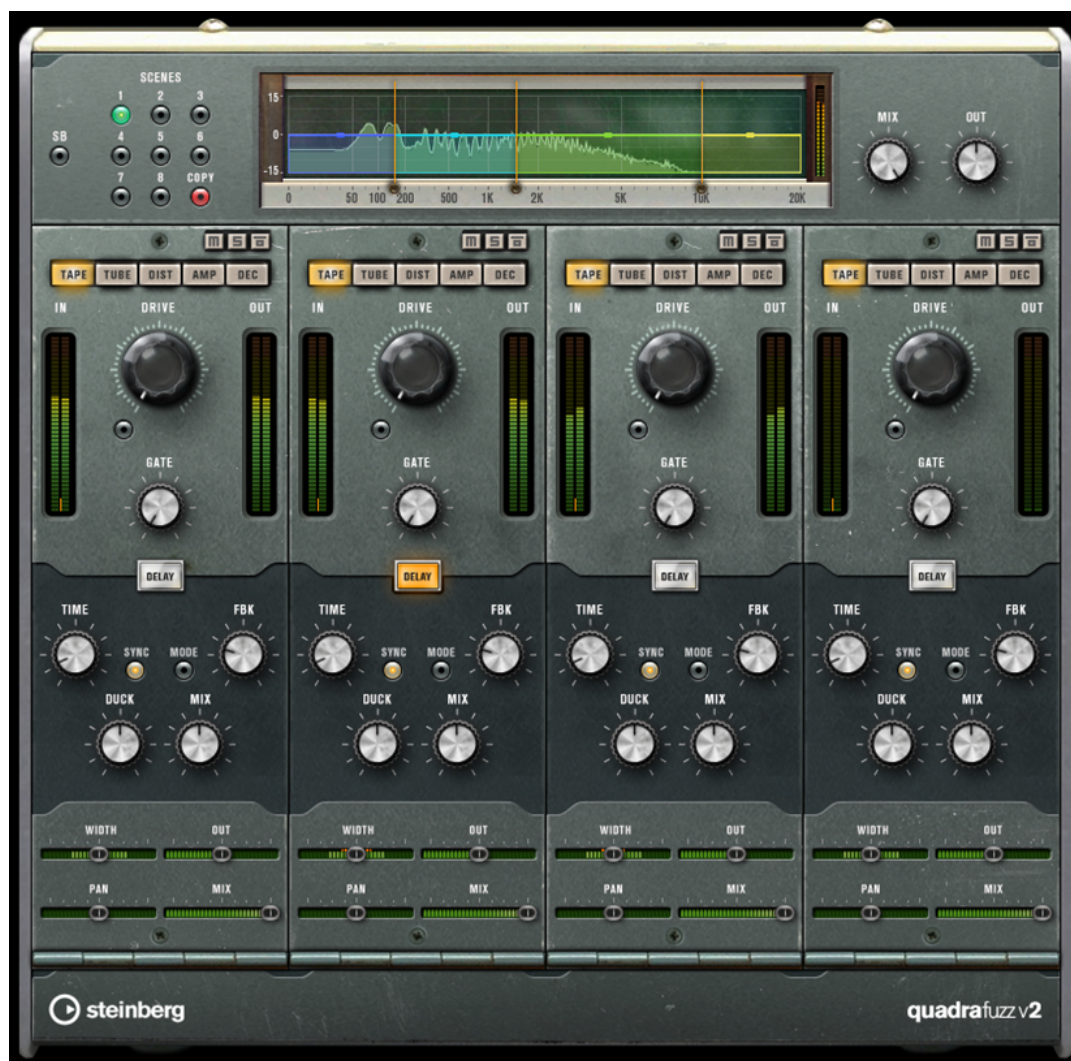 SCENES
1 2 3
SB 4 5 6
7 8 COPY
15
0
-15
0 50 100 200 500 1K 2K 5K 10K 20K
MIX OUT
M S
TAPE TUBE DIST AMP DEC
IN DRIVE OUT
GATE
DELAY
TIME FBK
SYNC MODE
DUCK MIX
WIDTH OUT
PAN MIX
M S
TAPE TUBE DIST AMP DEC
IN DRIVE OUT
GATE
DELAY
TIME FBK
SYNC MODE
DUCK MIX
WIDTH OUT
PAN MIX
M S
TAPE TUBE DIST AMP DEC
IN DRIVE OUT
GATE
DELAY
TIME FBK
SYNC MODE
DUCK MIX
WIDTH OUT
PAN MIX
M S
TAPE TUBE DIST AMP DEC
IN DRIVE OUT
GATE
DELAY
TIME FBK
SYNC MODE
DUCK MIX
WIDTH OUT
PAN MIX
steinberg
quadrafuzz v2